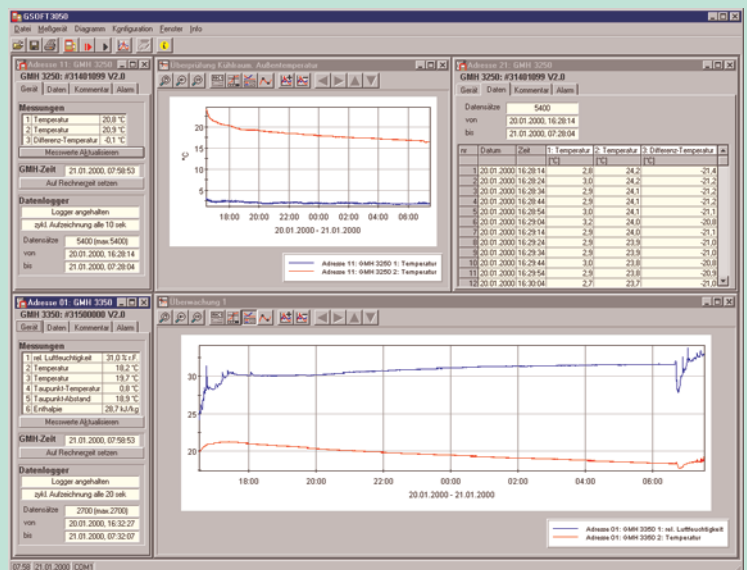 GSOFT3050
Datei Meßgerät Diagramm Konfiguration Fenster Info
Adresse 11: GMH 3250
GMH 3250: #31401099 V2.0
Gerät Daten Kommentar Alarm
Messungen
1 Temperatur 20,8 °C
2 Temperatur 20,9 °C
3 Differenz-Temperatur -0,1 °C
Messwerte Aktualisieren
GMH-Zeit 21.01.2000, 07:58:53
Auf Rechnerzeit setzen
Datenlogger
Logger angehalten
zykl. Aufzeichnung alle 10 sek
Datensätze 5400 (max.5400)
von 20.01.2000, 16:28:14
bis 21.01.2000, 07:28:04
Überprüfung Kühlraum. Außentemperatur
°C
20
15
10
5
18:00 20:00 22:00 00:00 02:00 04:00 06:00
20.01.2000 - 21.01.2000
Adresse 11: GMH 3250 1: Temperatur
Adresse 11: GMH 3250 2: Temperatur
Adresse 21: GMH 3250
GMH 3250: #31401099 V2.0
Gerät Daten Kommentar Alarm
Datensätze 5400
von 20.01.2000, 16:28:14
bis 21.01.2000, 07:28:04
nr Datum Zeit 1: Temperatur 2: Temperatur 3: Differenz-Temperatur
[°C] [°C] [°C]
1 20.01.2000 16:28:14 2,8 24,2 -21,4
2 20.01.2000 16:28:24 3,0 24,2 -21,2
3 20.01.2000 16:28:34 2,9 24,1 -21,2
4 20.01.2000 16:28:44 2,9 24,1 -21,2
5 20.01.2000 16:28:54 3,0 24,1 -21,1
6 20.01.2000 16:29:04 3,2 24,0 -20,8
7 20.01.2000 16:29:14 2,9 24,0 -21,1
8 20.01.2000 16:29:24 2,9 23,9 -21,0
9 20.01.2000 16:29:34 2,9 23,9 -21,0
10 20.01.2000 16:29:44 3,0 23,8 -20,8
11 20.01.2000 16:29:54 2,9 23,8 -20,9
12 20.01.2000 16:30:04 2,7 23,7 -21,0
Adresse 01: GMH 3350
GMH 3350: #31500000 V2.0
Gerät Daten Kommentar Alarm
Messungen
1 rel. Luftfeuchtigkeit 31,0 % r.F.
2 Temperatur 18,2 °C
3 Temperatur 19,7 °C
4 Taupunkt-Temperatur 0,8 °C
5 Taupunkt-Abstand 18,9 °C
6 Enthalpie 28,7 kJ/kg
Messwerte Aktualisieren
GMH-Zeit 21.01.2000, 07:58:53
Auf Rechnerzeit setzen
Datenlogger
Logger angehalten
zykl. Aufzeichnung alle 20 sek
Datensätze 2700 (max.2700)
von 20.01.2000, 16:32:27
bis 21.01.2000, 07:32:07
Überwachung 1
30
25
20
18:00 20:00 22:00 00:00 02:00 04:00 06:00
20.01.2000 - 21.01.2000
Adresse 01: GMH 3350 1: rel. Luftfeuchtigkeit
Adresse 01: GMH 3350 2: Temperatur
07:58 21.01.2000 COM1